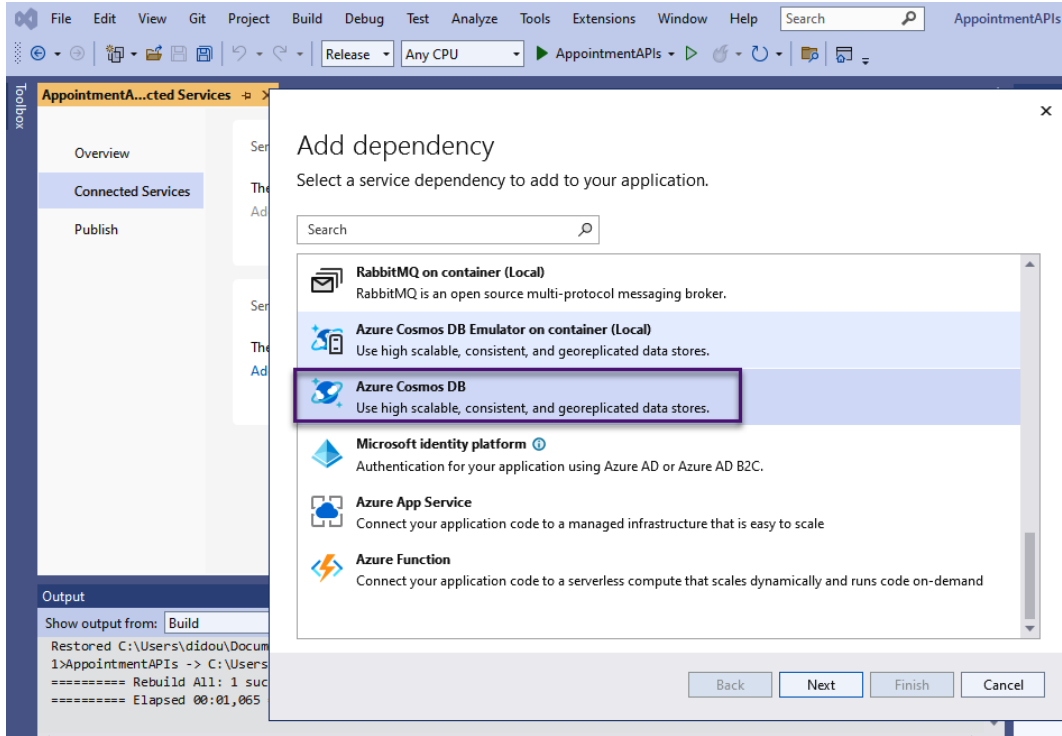 File Edit View Git Project Build Debug Test Analyze Tools Extensions Window Help Search AppointmentAPIs
Release Any CPU AppointmentAPIs
Toolbox
AppointmentA...cted Services
Overview
Connected Services
Publish
Ser
The
Ad
Ser
The
Ad
Add dependency
Select a service dependency to add to your application.
Search
RabbitMQ on container (Local)
RabbitMQ is an open source multi-protocol messaging broker.
Azure Cosmos DB Emulator on container (Local)
Use high scalable, consistent, and georeplicated data stores.
Azure Cosmos DB
Use high scalable, consistent, and georeplicated data stores.
Microsoft identity platform
Authentication for your application using Azure AD or Azure AD B2C.
Azure App Service
Connect your application code to a managed infrastructure that is easy to scale
Azure Function
Connect your application code to a serverless compute that scales dynamically and runs code on-demand
Back Next Finish Cancel
Output
Show output from: Build
Restored C:\Users\didou\Docum
1>AppointmentAPIs -> C:\Users
========== Rebuild All: 1 suc
========== Elapsed 00:01,065